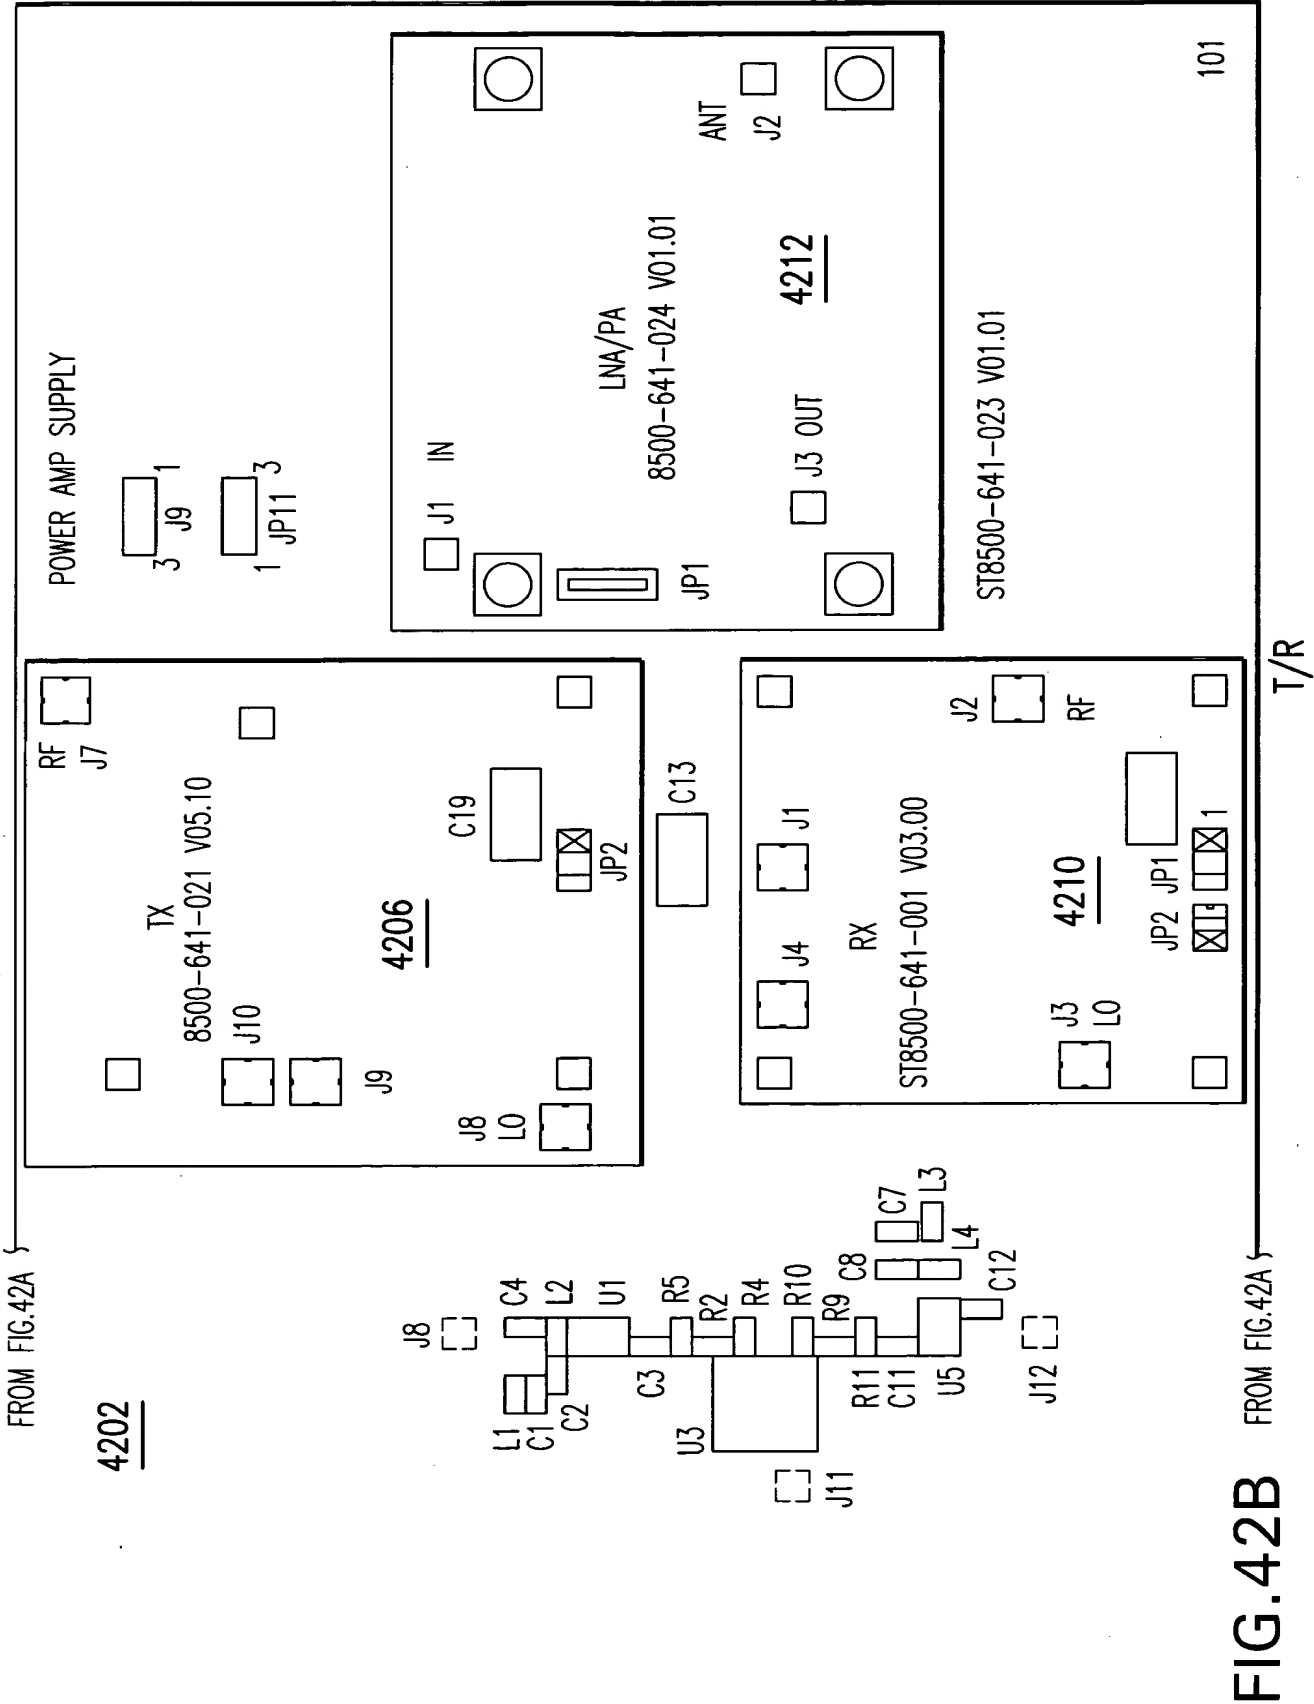 FROM FIG.42A
4202
POWER AMP SUPPLY
3
1
J9
1
3
JP11
RF
J7
TX
8500-641-021 V05.10
J10
J9
J8
LO
4206
C19
JP2
C13
J1 IN
JP1
LNA/PA
8500-641-024 V01.01
J3 OUT
ANT
J2
4212
ST8500-641-023 V01.01
101
J4
J1
RX
ST8500-641-001 V03.00
J2
RF
J3
LO
4210
JP2
JP1
1
T/R
J8
L1
C1
C2
C4
L2
U1
C3
R5
R2
R4
U3
J11
R10
R9
R11
C11
U5
C8
C7
L3
L4
C12
J12
FROM FIG.42A
FIG.42B